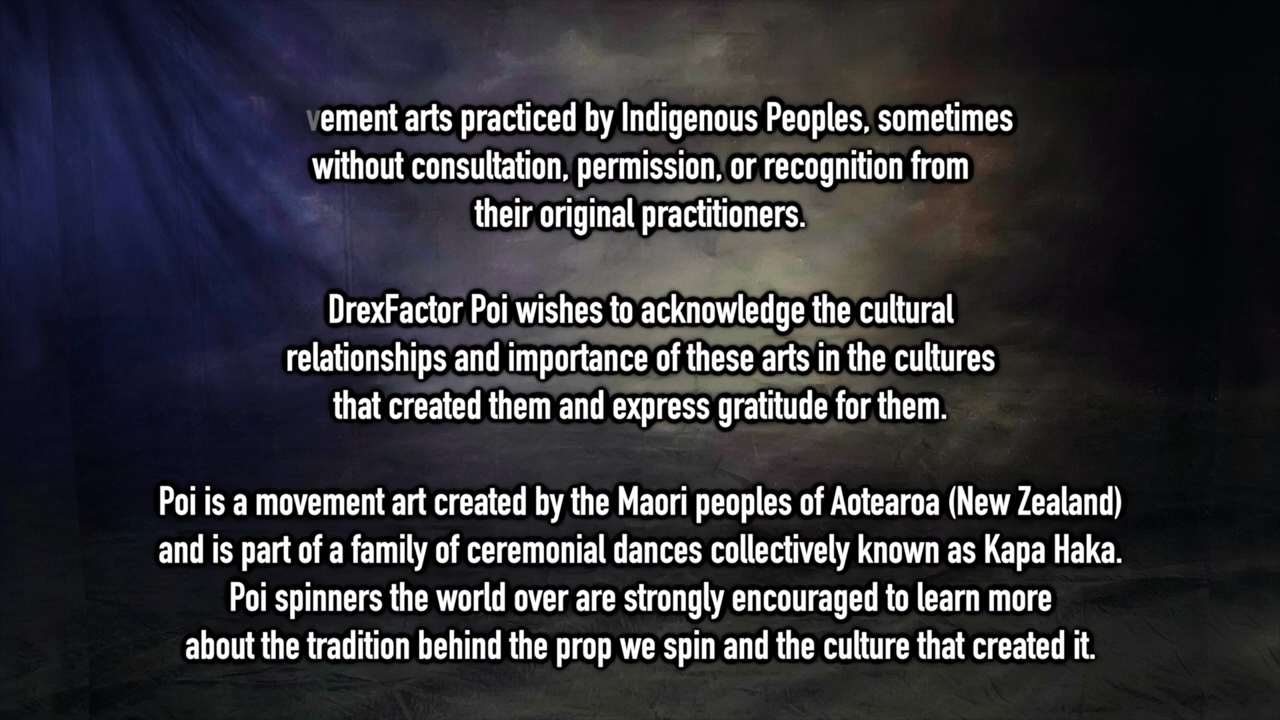 vement arts practiced by Indigenous Peoples, sometimes
without consultation, permission, or recognition from
their original practitioners.
DrexFactor Poi wishes to acknowledge the cultural
relationships and importance of these arts in the cultures
that created them and express gratitude for them.
Poi is a movement art created by the Maori peoples of Aotearoa (New Zealand)
and is part of a family of ceremonial dances collectively known as Kapa Haka.
Poi spinners the world over are strongly encouraged to learn more
about the tradition behind the prop we spin and the culture that created it.